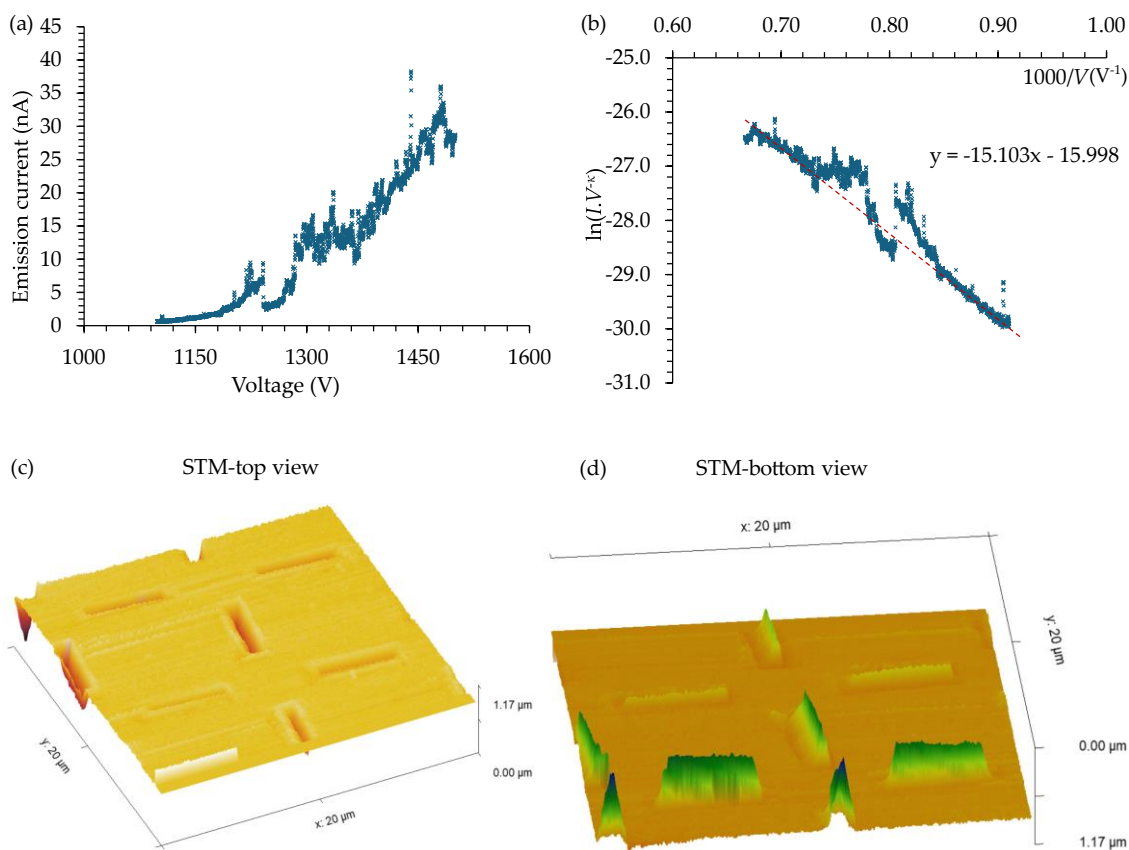 (a)
45
40
35
30
25
20
15
10
5
0
Emission current (nA)
1000
1150
1300
1450
1600
Voltage (V)
(b)
0.60
0.70
0.80
0.90
1.00
1000/V(V⁻¹)
-25.0
-26.0
-27.0
-28.0
-29.0
-30.0
-31.0
ln(I.V⁻ᵏ)
y = -15.103x - 15.998
(c)
STM-top view
1.17 µm
0.00 µm
y: 20 µm
x: 20 µm
(d)
STM-bottom view
x: 20 µm
y: 20 µm
0.00 µm
1.17 µm